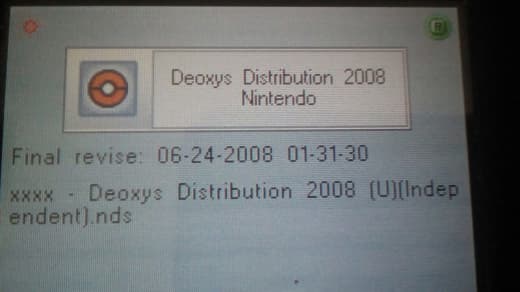 R
Deoxys Distribution 2008
Nintendo
Final revise: 06-24-2008 01-31-30
xxxx - Deoxys Distribution 2008 (U)(Indep
endent).nds